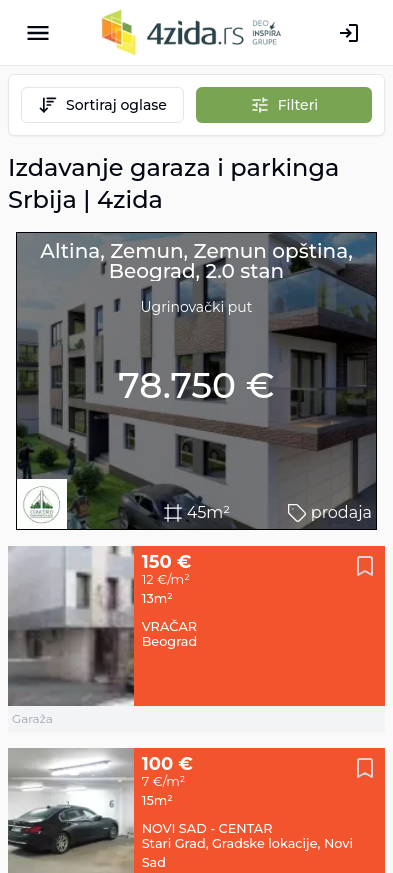 4zida.rs DEO
INSPIRA
GRUPE
Sortiraj oglase
Filteri
Izdavanje garaza i parkinga
Srbija | 4zida
Altina, Zemun, Zemun opština,
Beograd, 2.0 stan
Ugrinovački put
78.750 €
CONCORD
45m²
prodaja
150 €
12 €/m²
13m²
VRAČAR
Beograd
Garaža
100 €
7 €/m²
15m²
NOVI SAD - CENTAR
Stari Grad, Gradske lokacije, Novi
Sad
6